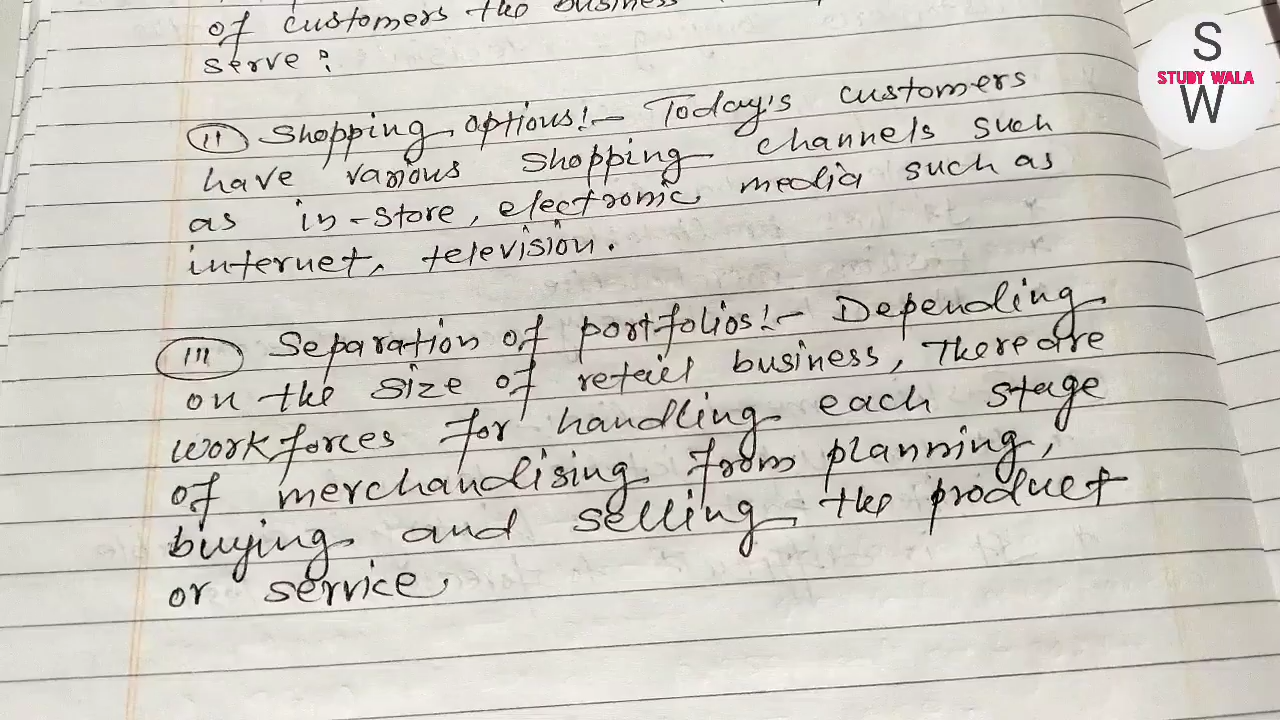 of customers the business
serve:
(ii) Shopping options:- Today's customers
have various shopping channels such
as in-store, electronic media such as
internet, television.
(iii) Separation of portfolios:- Depending
on the size of retail business, there are
workforces for handling each stage
of merchandising from planning,
buying and selling the product
or service
S
STUDY WALA
W